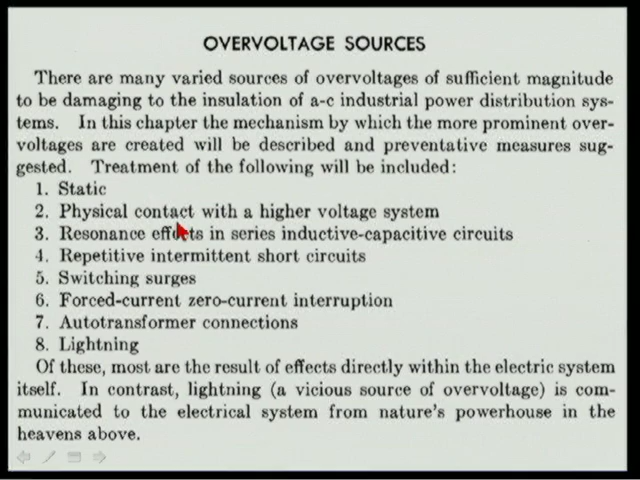 OVERVOLTAGE SOURCES
There are many varied sources of overvoltages of sufficient magnitude
to be damaging to the insulation of a-c industrial power distribution sys-
tems. In this chapter the mechanism by which the more prominent over-
voltages are created will be described and preventative measures sug-
gested. Treatment of the following will be included:
1. Static
2. Physical contact with a higher voltage system
3. Resonance effects in series inductive-capacitive circuits
4. Repetitive intermittent short circuits
5. Switching surges
6. Forced-current zero-current interruption
7. Autotransformer connections
8. Lightning
Of these, most are the result of effects directly within the electric system
itself. In contrast, lightning (a vicious source of overvoltage) is com-
municated to the electrical system from nature's powerhouse in the
heavens above.